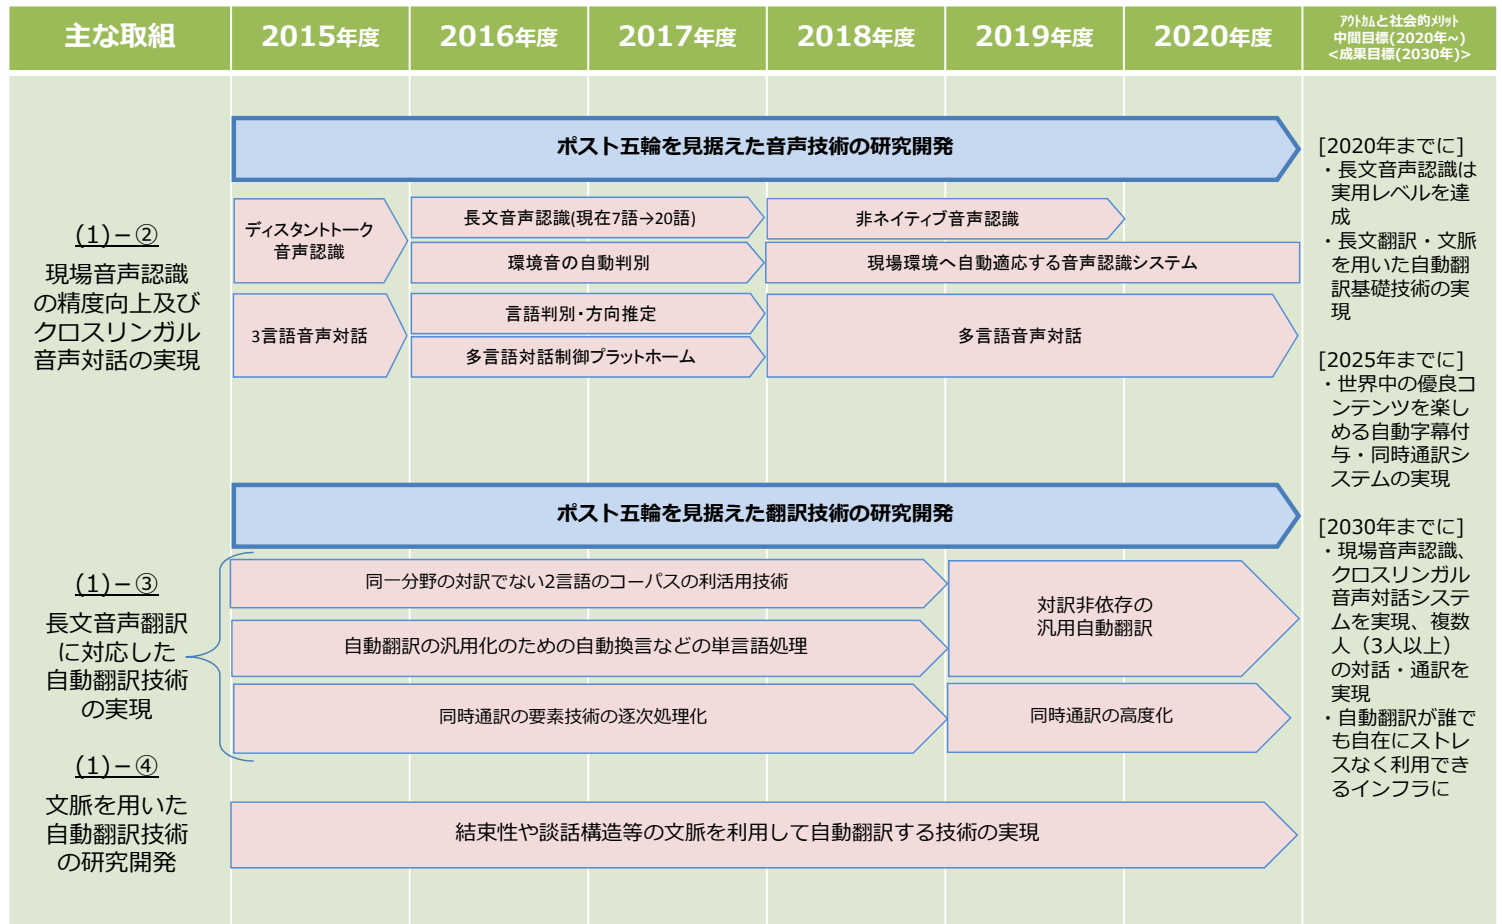 主な取組
2015年度
2016年度
2017年度
2018年度
2019年度
2020年度
ｱｳﾄｶﾑと社会的ﾒﾘｯﾄ
中間目標(2020年~)
<成果目標(2030年)>
(1)－②
現場音声認識
の精度向上及び
クロスリンガル
音声対話の実現
ポスト五輪を見据えた音声技術の研究開発
ディスタントトーク
音声認識
長文音声認識(現在7語→20語)
非ネイティブ音声認識
環境音の自動判別
現場環境へ自動適応する音声認識システム
3言語音声対話
言語判別・方向推定
多言語対話制御プラットホーム
多言語音声対話
ポスト五輪を見据えた翻訳技術の研究開発
(1)－③
長文音声翻訳
に対応した
自動翻訳技術
の実現
同一分野の対訳でない2言語のコーパスの利活用技術
自動翻訳の汎用化のための自動換言などの単言語処理
対訳非依存の
汎用自動翻訳
同時通訳の要素技術の逐次処理化
同時通訳の高度化
(1)－④
文脈を用いた
自動翻訳技術
の研究開発
結束性や談話構造等の文脈を利用して自動翻訳する技術の実現
[2020年までに]
・長文音声認識は
実用レベルを達
成
・長文翻訳・文脈
を用いた自動翻
訳基礎技術の実
現
[2025年までに]
・世界中の優良コ
ンテンツを楽し
める自動字幕付
与・同時通訳シ
ステムの実現
[2030年までに]
・現場音声認識、
クロスリンガル
音声対話システ
ムを実現、複数
人（3人以上）
の対話・通訳を
実現
・自動翻訳が誰で
も自在にストレ
スなく利用でき
るインフラに